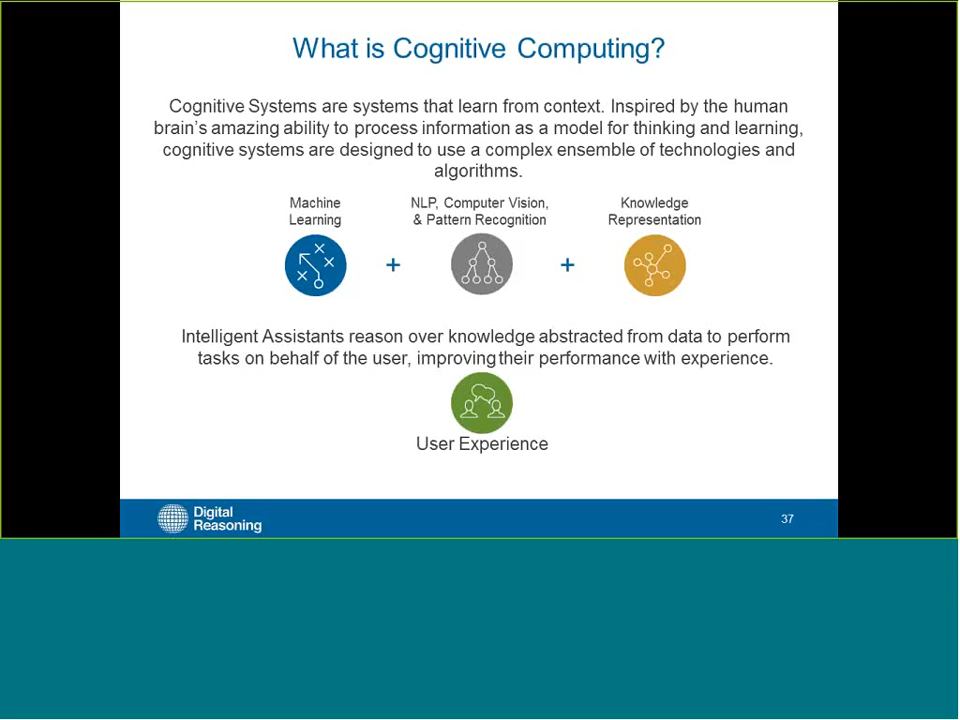 What is Cognitive Computing?
Cognitive Systems are systems that learn from context. Inspired by the human
brain's amazing ability to process information as a model for thinking and learning,
cognitive systems are designed to use a complex ensemble of technologies and
algorithms.
Machine
Learning
+
NLP, Computer Vision,
& Pattern Recognition
+
Knowledge
Representation
Intelligent Assistants reason over knowledge abstracted from data to perform
tasks on behalf of the user, improving their performance with experience.
User Experience
Digital
Reasoning
37